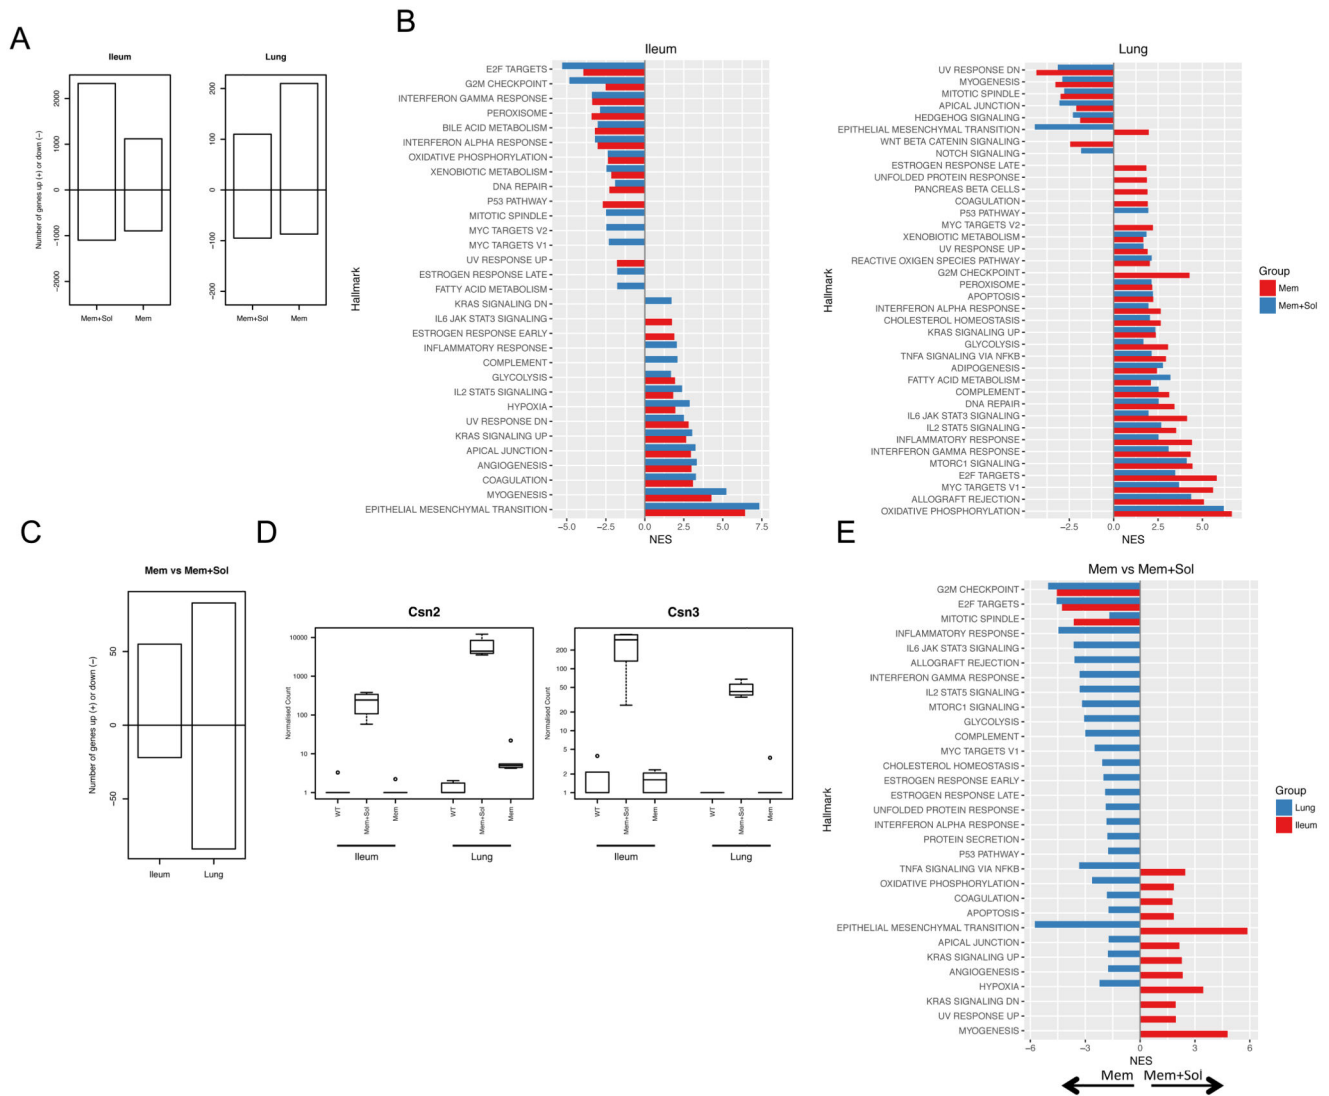 A
Ileum
Lung
Number of genes up (+) or down (−)
2000
1000
0
−1000
−2000
Mem+Sol
Mem
200
100
0
−100
−200
Mem+Sol
Mem
B
Ileum
Hallmark
E2F TARGETS
G2M CHECKPOINT
INTERFERON GAMMA RESPONSE
PEROXISOME
BILE ACID METABOLISM
INTERFERON ALPHA RESPONSE
OXIDATIVE PHOSPHORYLATION
XENOBIOTIC METABOLISM
DNA REPAIR
P53 PATHWAY
MITOTIC SPINDLE
MYC TARGETS V2
MYC TARGETS V1
UV RESPONSE UP
ESTROGEN RESPONSE LATE
FATTY ACID METABOLISM
KRAS SIGNALING DN
IL6 JAK STAT3 SIGNALING
ESTROGEN RESPONSE EARLY
INFLAMMATORY RESPONSE
COMPLEMENT
GLYCOLYSIS
IL2 STAT5 SIGNALING
HYPOXIA
UV RESPONSE DN
KRAS SIGNALING UP
APICAL JUNCTION
ANGIOGENESIS
COAGULATION
MYOGENESIS
EPITHELIAL MESENCHYMAL TRANSITION
−5.0 −2.5 0.0 2.5 5.0 7.5
NES
Lung
Hallmark
UV RESPONSE DN
MYOGENESIS
MITOTIC SPINDLE
APICAL JUNCTION
HEDGEHOG SIGNALING
EPITHELIAL MESENCHYMAL TRANSITION
WNT BETA CATENIN SIGNALING
NOTCH SIGNALING
ESTROGEN RESPONSE LATE
UNFOLDED PROTEIN RESPONSE
PANCREAS BETA CELLS
COAGULATION
P53 PATHWAY
MYC TARGETS V2
XENOBIOTIC METABOLISM
UV RESPONSE UP
REACTIVE OXIGEN SPECIES PATHWAY
G2M CHECKPOINT
PEROXISOME
APOPTOSIS
INTERFERON ALPHA RESPONSE
CHOLESTEROL HOMEOSTASIS
KRAS SIGNALING UP
GLYCOLYSIS
TNFA SIGNALING VIA NFKB
ADIPOGENESIS
FATTY ACID METABOLISM
COMPLEMENT
DNA REPAIR
IL6 JAK STAT3 SIGNALING
IL2 STAT5 SIGNALING
INFLAMMATORY RESPONSE
INTERFERON GAMMA RESPONSE
MTORC1 SIGNALING
E2F TARGETS
MYC TARGETS V1
ALLOGRAFT REJECTION
OXIDATIVE PHOSPHORYLATION
−2.5 0.0 2.5 5.0
NES
Group
Mem
Mem+Sol
C
Mem vs Mem+Sol
Number of genes up (+) or down (−)
50
0
−50
Ileum
Lung
D
Csn2
Normalised Count
10000
1000
100
10
1
WT
Mem+Sol
Mem
WT
Mem+Sol
Mem
Ileum
Lung
Csn3
Normalised Count
200
100
50
20
10
5
2
1
WT
Mem+Sol
Mem
WT
Mem+Sol
Mem
Ileum
Lung
E
Mem vs Mem+Sol
Hallmark
G2M CHECKPOINT
E2F TARGETS
MITOTIC SPINDLE
INFLAMMATORY RESPONSE
IL6 JAK STAT3 SIGNALING
ALLOGRAFT REJECTION
INTERFERON GAMMA RESPONSE
IL2 STAT5 SIGNALING
MTORC1 SIGNALING
GLYCOLYSIS
COMPLEMENT
MYC TARGETS V1
CHOLESTEROL HOMEOSTASIS
ESTROGEN RESPONSE EARLY
ESTROGEN RESPONSE LATE
UNFOLDED PROTEIN RESPONSE
INTERFERON ALPHA RESPONSE
PROTEIN SECRETION
P53 PATHWAY
TNFA SIGNALING VIA NFKB
OXIDATIVE PHOSPHORYLATION
COAGULATION
APOPTOSIS
EPITHELIAL MESENCHYMAL TRANSITION
APICAL JUNCTION
KRAS SIGNALING UP
ANGIOGENESIS
HYPOXIA
KRAS SIGNALING DN
UV RESPONSE UP
MYOGENESIS
−6 −3 0 3 6
NES
Mem Mem+Sol
Group
Lung
Ileum